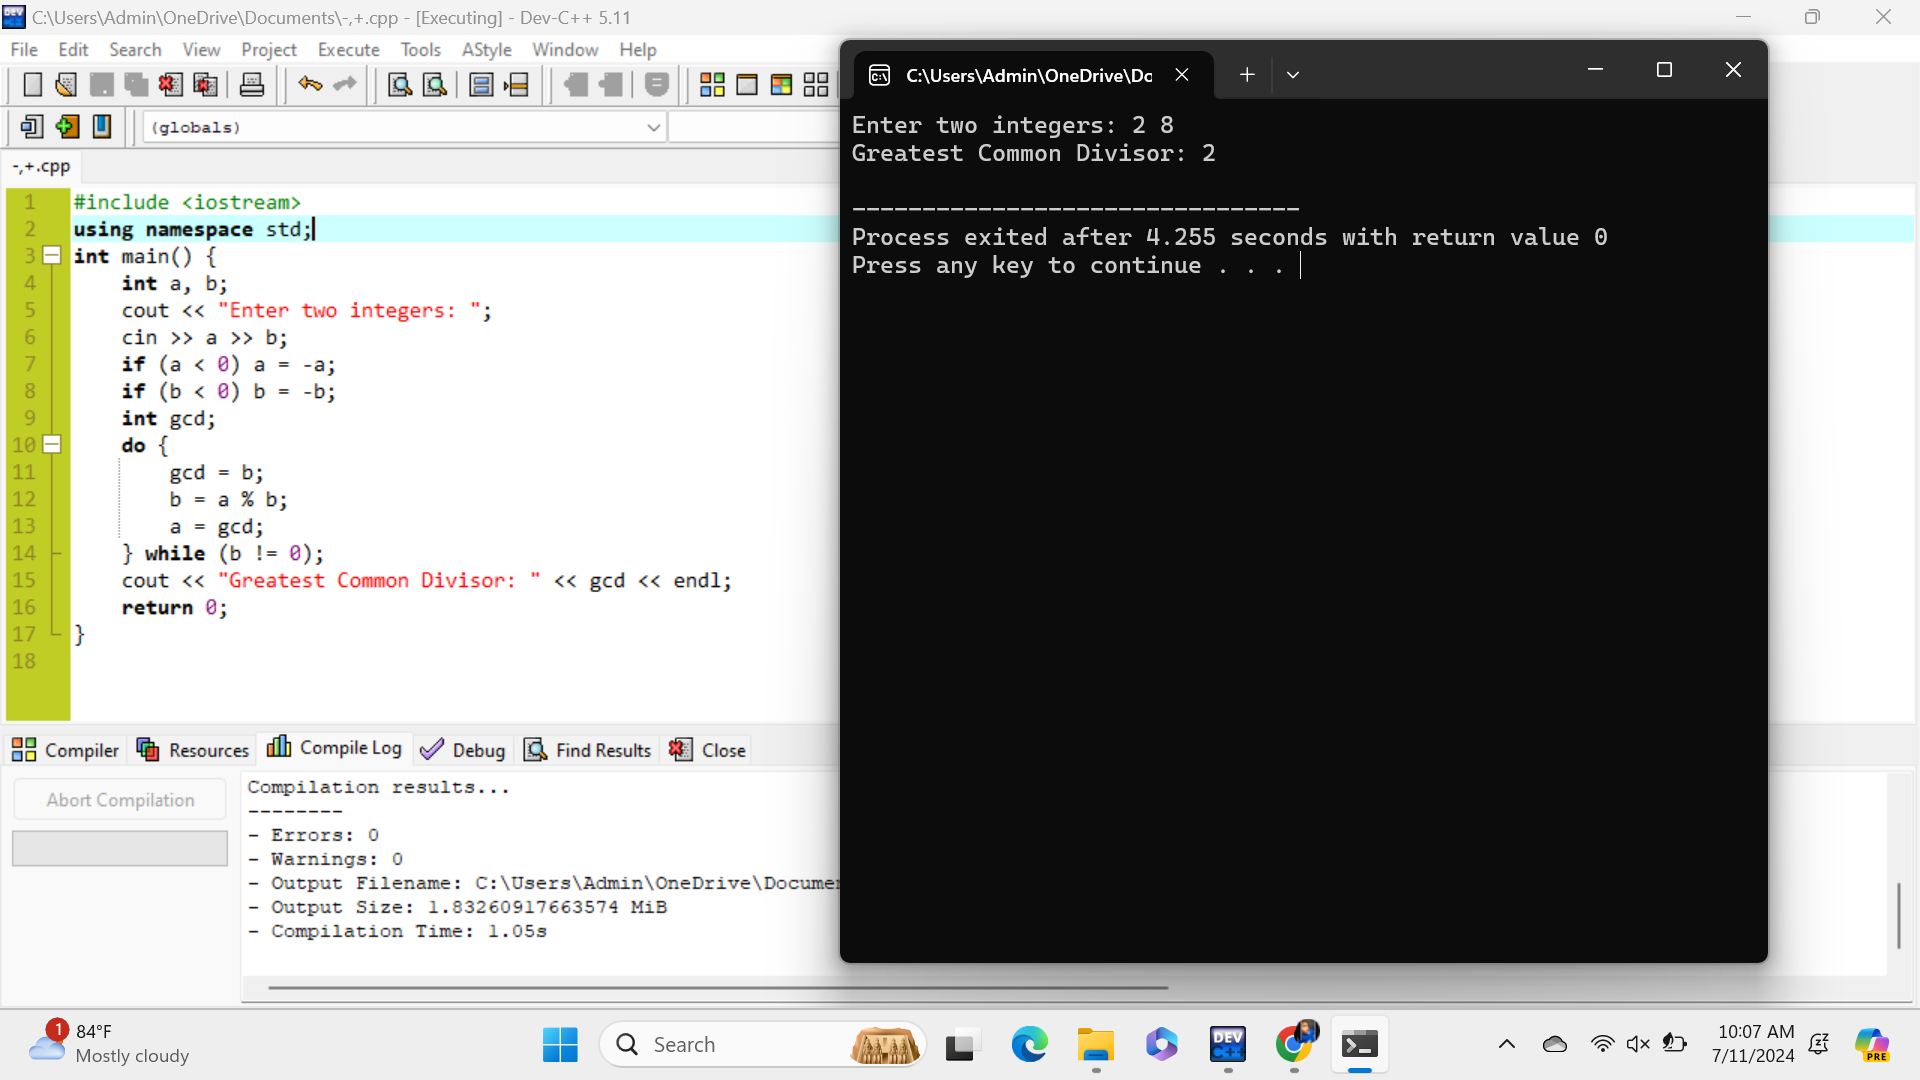 C:\Users\Admin\OneDrive\Documents\-,+.cpp - [Executing] - Dev-C++ 5.11
File Edit Search View Project Execute Tools AStyle Window Help
(globals)
-,+.cpp
1 #include <iostream>
2 using namespace std;
3 int main() {
4 int a, b;
5 cout << "Enter two integers: ";
6 cin >> a >> b;
7 if (a < 0) a = -a;
8 if (b < 0) b = -b;
9 int gcd;
10 do {
11 gcd = b;
12 b = a % b;
13 a = gcd;
14 } while (b != 0);
15 cout << "Greatest Common Divisor: " << gcd << endl;
16 return 0;
17 }
18
C:\Users\Admin\OneDrive\Do
Enter two integers: 2 8
Greatest Common Divisor: 2
--------------------------------
Process exited after 4.255 seconds with return value 0
Press any key to continue . . .
Compiler Resources Compile Log Debug Find Results Close
Abort Compilation
Compilation results...
--------
- Errors: 0
- Warnings: 0
- Output Filename: C:\Users\Admin\OneDrive\Docume
- Output Size: 1.83260917663574 MiB
- Compilation Time: 1.05s
1
84°F
Mostly cloudy
Search
DEV
C++
10:07 AM
7/11/2024
PRE